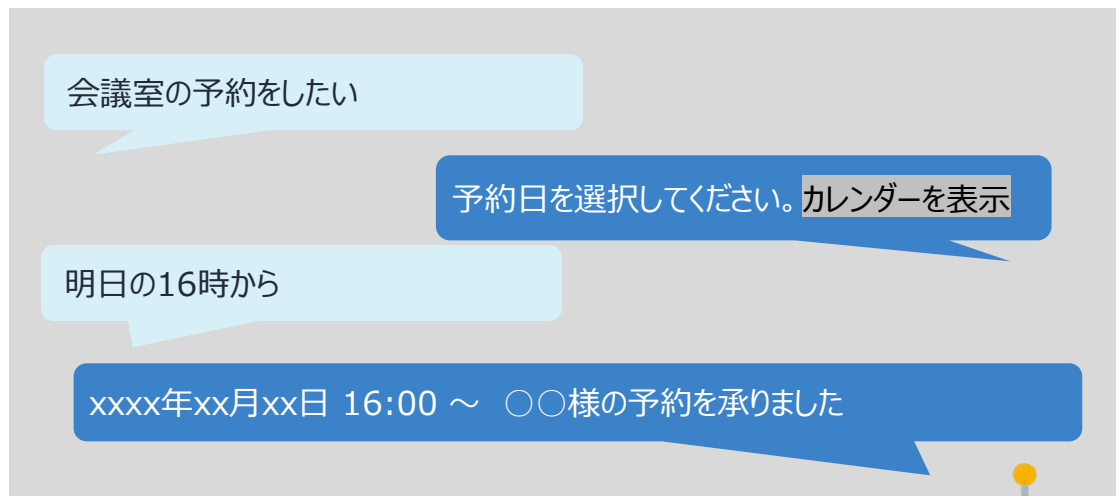 会議室の予約をしたい
予約日を選択してください。カレンダーを表示
明日の16時から
xxxx年xx月xx日 16:00 ～ ○○様の予約を承りました